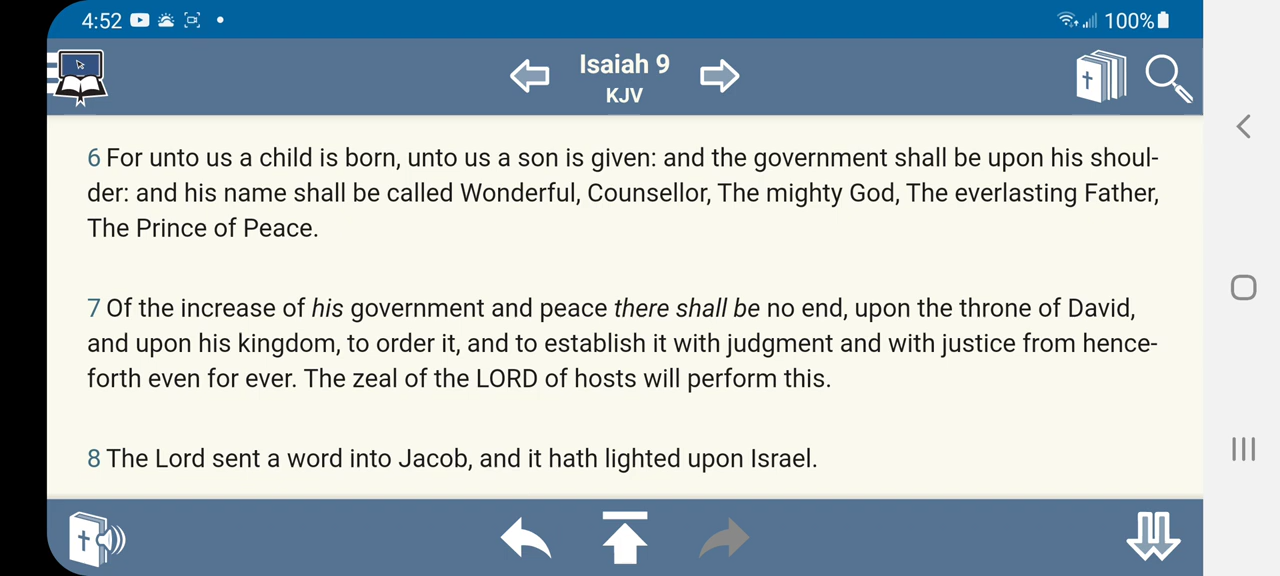 4:52
100%
Isaiah 9
KJV
6 For unto us a child is born, unto us a son is given: and the government shall be upon his shoul-
der: and his name shall be called Wonderful, Counsellor, The mighty God, The everlasting Father,
The Prince of Peace.
7 Of the increase of his government and peace there shall be no end, upon the throne of David,
and upon his kingdom, to order it, and to establish it with judgment and with justice from hence-
forth even for ever. The zeal of the LORD of hosts will perform this.
8 The Lord sent a word into Jacob, and it hath lighted upon Israel.